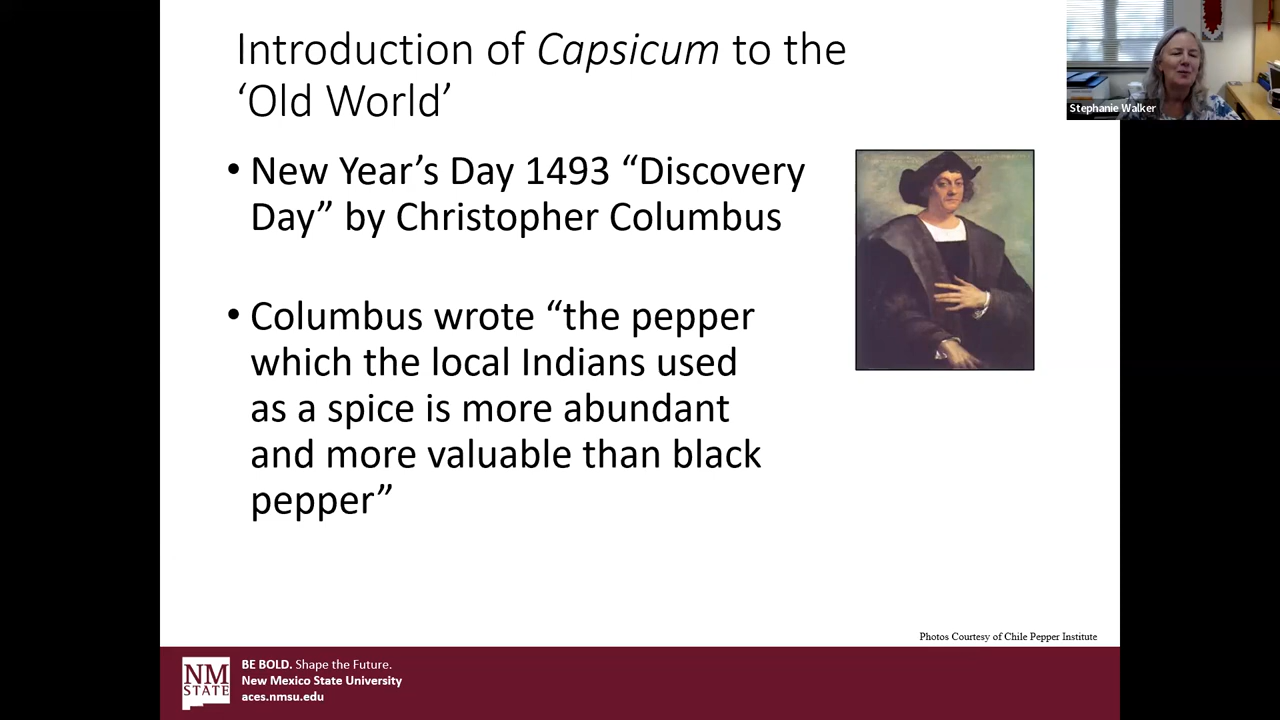 Introduction of Capsicum to the
‘Old World’
Stephanie Walker
• New Year’s Day 1493 “Discovery
Day” by Christopher Columbus
• Columbus wrote “the pepper
which the local Indians used
as a spice is more abundant
and more valuable than black
pepper”
Photos Courtesy of Chile Pepper Institute
NM
STATE
BE BOLD. Shape the Future.
New Mexico State University
aces.nmsu.edu